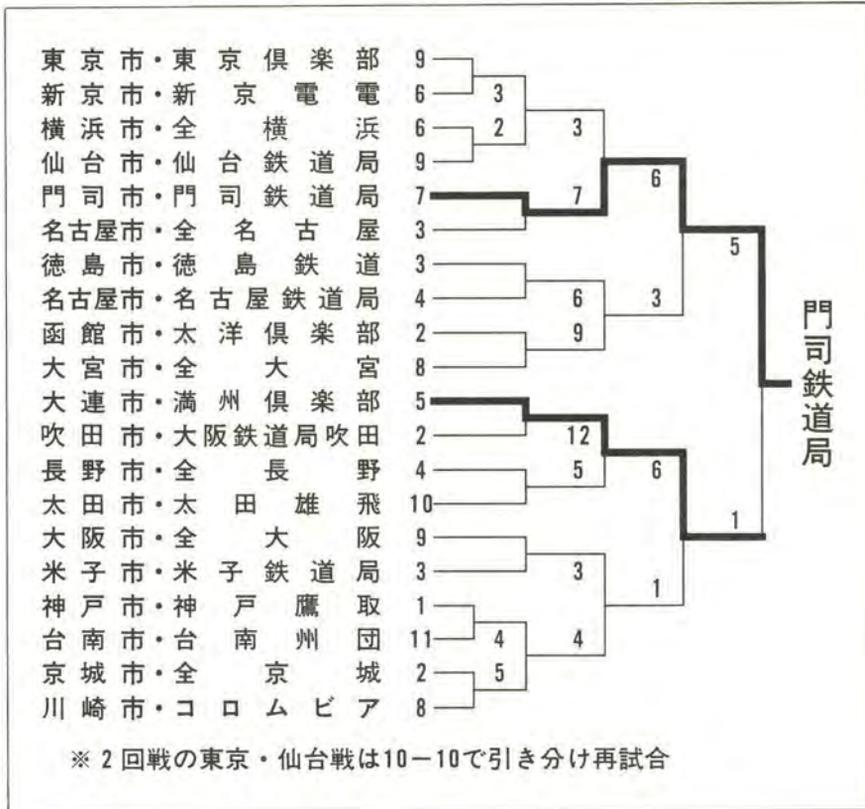 東京市・東京倶楽部 9
新京市・新京電電 6
横浜市・全横浜 6
仙台市・仙台鉄道局 9
門司市・門司鉄道局 7
名古屋市・全名古屋 3
徳島市・徳島鉄道 3
名古屋市・名古屋鉄道局 4
函館市・太洋倶楽部 2
大宮市・全大宮 8
大連市・満州倶楽部 5
吹田市・大阪鉄道局吹田 2
長野市・全長野 4
太田市・太田雄飛 10
大阪市・全大阪 9
米子市・米子鉄道局 3
神戸市・神戸鷹取 1
台南市・台南州団 11
京城市・全京城 2
川崎市・コロムビア 8
3
2
4
5
3
7
6
9
12
5
3
4
6
3
6
1
5
1
門司鉄道局
※2回戦の東京・仙台戦は10−10で引き分け再試合